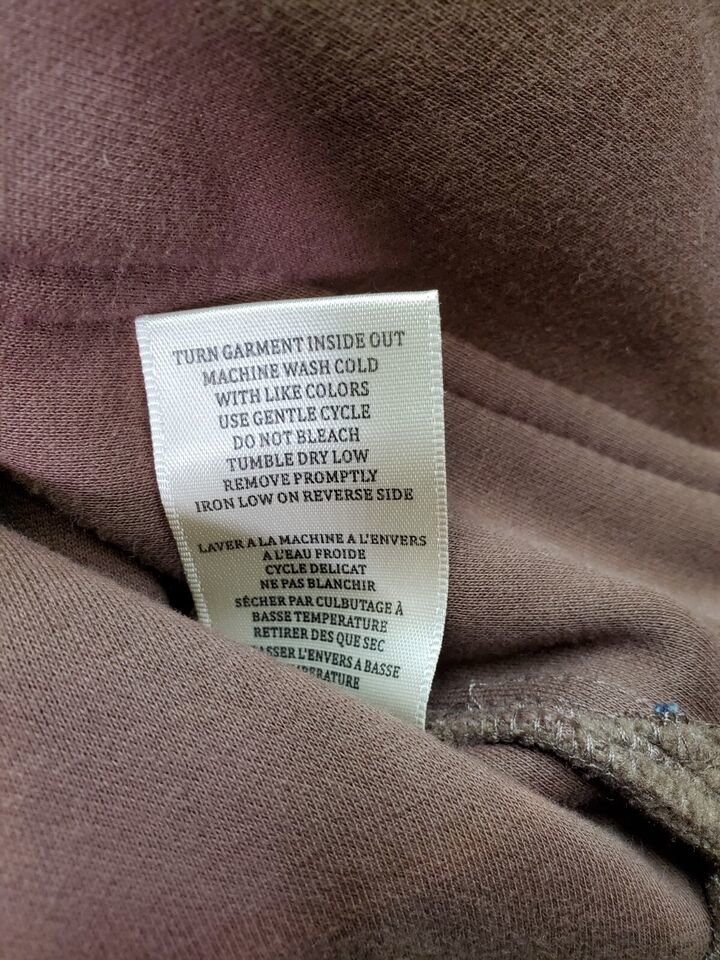 TURN GARMENT INSIDE OUT
MACHINE WASH COLD
WITH LIKE COLORS
USE GENTLE CYCLE
DO NOT BLEACH
TUMBLE DRY LOW
REMOVE PROMPTLY
IRON LOW ON REVERSE SIDE
LAVER A LA MACHINE A L'ENVERS
A L'EAU FROIDE
CYCLE DELICAT
NE PAS BLANCHIR
SÉCHER PAR CULBUTAGE À
BASSE TEMPERATURE
RETIRER DES QUE SEC
L'ENVERS A BASSE